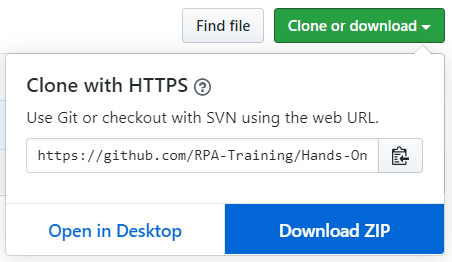 Find file
Clone or download
Clone with HTTPS ?
Use Git or checkout with SVN using the web URL.
https://github.com/RPA-Training/Hands-On
Open in Desktop
Download ZIP